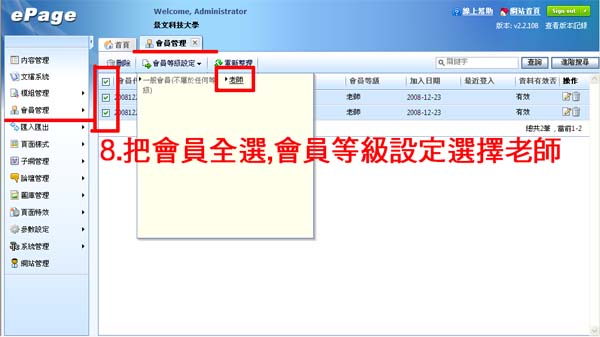 ePage
Welcome, Administrator
景文科技大學
線上幫助 網站首頁 Sign out
版本: v2.2.108 查看版本記錄
首頁 會員管理
刪除 會員等級設定 重新整理 關鍵字 查詢 進階搜尋
內容管理
文檔系統
模組管理
會員管理
匯入匯出
頁面樣式
子網管理
論壇管理
圖庫管理
頁面特效
參數設定
系統管理
網站管理
一般會員(不屬於任何等級)
老師
會員等級 加入日期 最近登入 資料有效否 操作
老師 2008-12-23 有效
老師 2008-12-23 有效
總共2筆，當前1-2
8.把會員全選,會員等級設定選擇老師